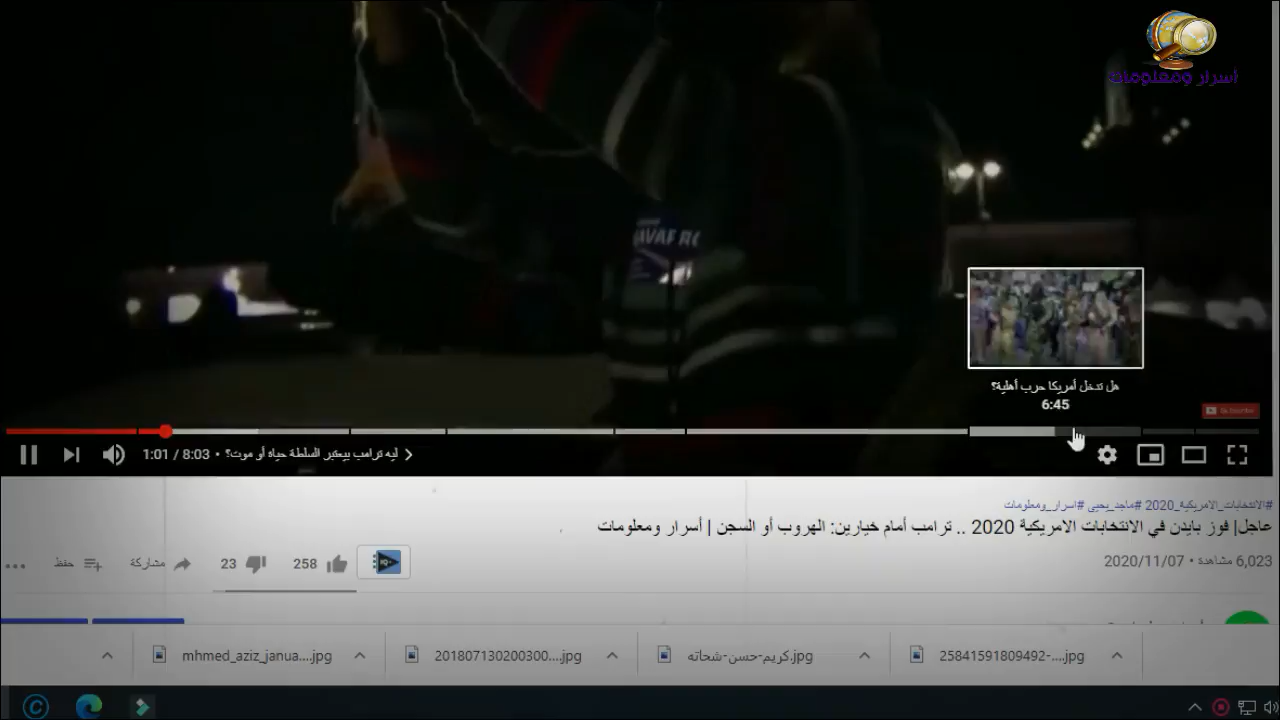 أسرار ومعلومات
هل تدخل أمريكا حرب أهلية؟
6:45
1:01 / 8:03 • ليه ترامب بيعتبر السلطة حياة أو موت؟
#الانتخابات_الامريكية_2020 #ماجد_يحيى #اسرار_ومعلومات
عاجل| فوز بايدن في الانتخابات الامريكية 2020 .. ترامب أمام خيارين: الهروب أو السجن | أسرار ومعلومات
6,023 مشاهدة • 2020/11/07
258
23
مشاركة
حفظ
mhmed_aziz_janua....jpg
201807130200300....jpg
كريم-حسن-شحاته.jpg
25841591809492-....jpg